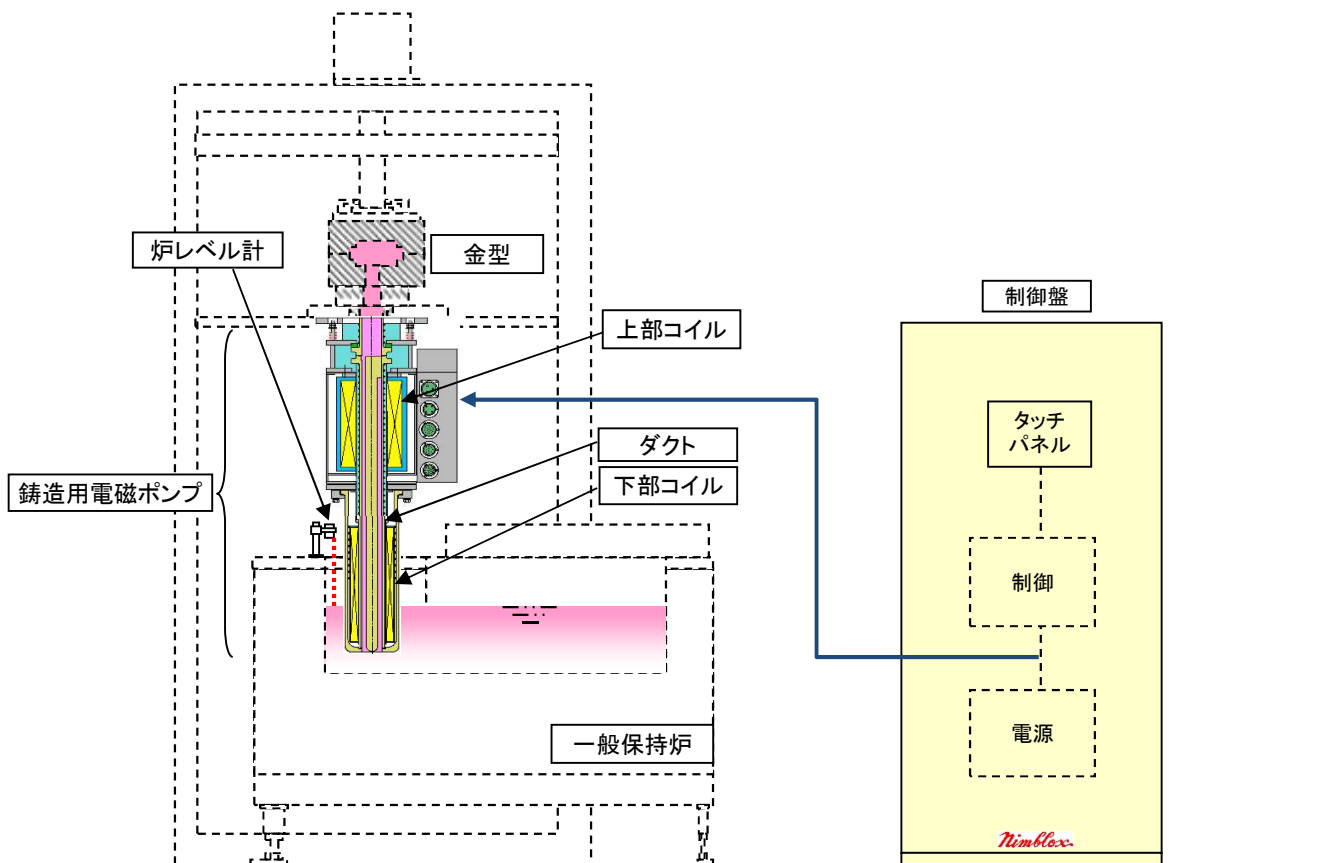 炉レベル計
金型
制御盤
上部コイル
タッチ
パネル
ダクト
下部コイル
鋳造用電磁ポンプ
制御
電源
一般保持炉
Nimblox